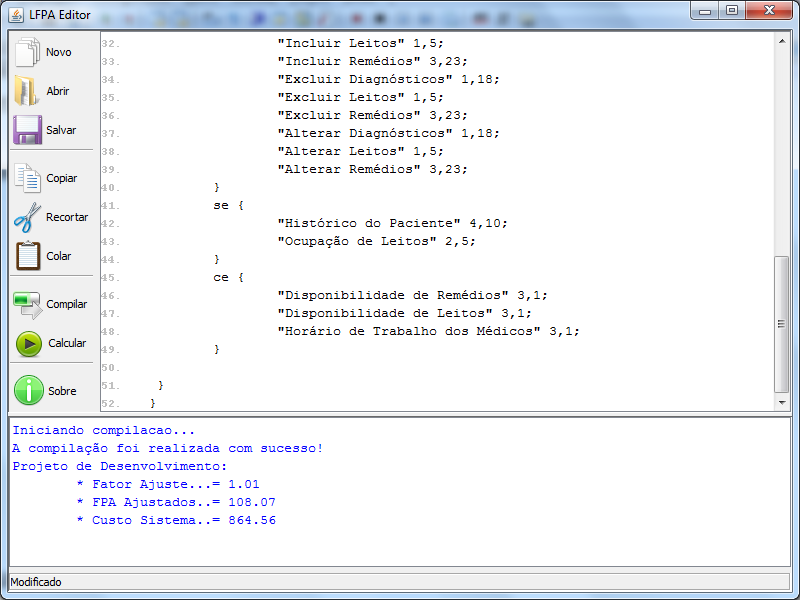 LFPA Editor
Novo
Abrir
Salvar
Copiar
Recortar
Colar
Compilar
Calcular
Sobre
32. "Incluir Leitos" 1,5;
33. "Incluir Remédios" 3,23;
34. "Excluir Diagnósticos" 1,18;
35. "Excluir Leitos" 1,5;
36. "Excluir Remédios" 3,23;
37. "Alterar Diagnósticos" 1,18;
38. "Alterar Leitos" 1,5;
39. "Alterar Remédios" 3,23;
40. }
41. se {
42. "Histórico do Paciente" 4,10;
43. "Ocupação de Leitos" 2,5;
44. }
45. ce {
46. "Disponibilidade de Remédios" 3,1;
47. "Disponibilidade de Leitos" 3,1;
48. "Horário de Trabalho dos Médicos" 3,1;
49. }
50.
51. }
52. }
Iniciando compilacao...
A compilação foi realizada com sucesso!
Projeto de Desenvolvimento:
* Fator Ajuste...= 1.01
* FPA Ajustados..= 108.07
* Custo Sistema..= 864.56
Modificado